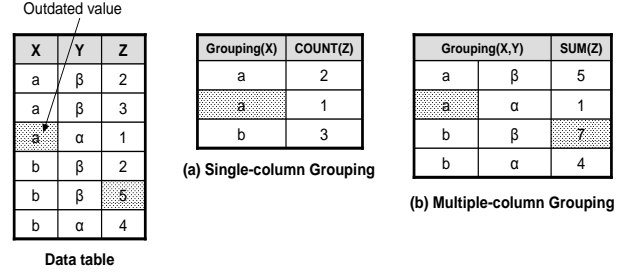 Outdated value
X Y Z
a β 2
a β 3
a α 1
b β 2
b β 5
b α 4
Data table
Grouping(X) COUNT(Z)
a 2
a 1
b 3
(a) Single-column Grouping
Grouping(X,Y) SUM(Z)
a β 5
a α 1
b β 7
b α 4
(b) Multiple-column Grouping